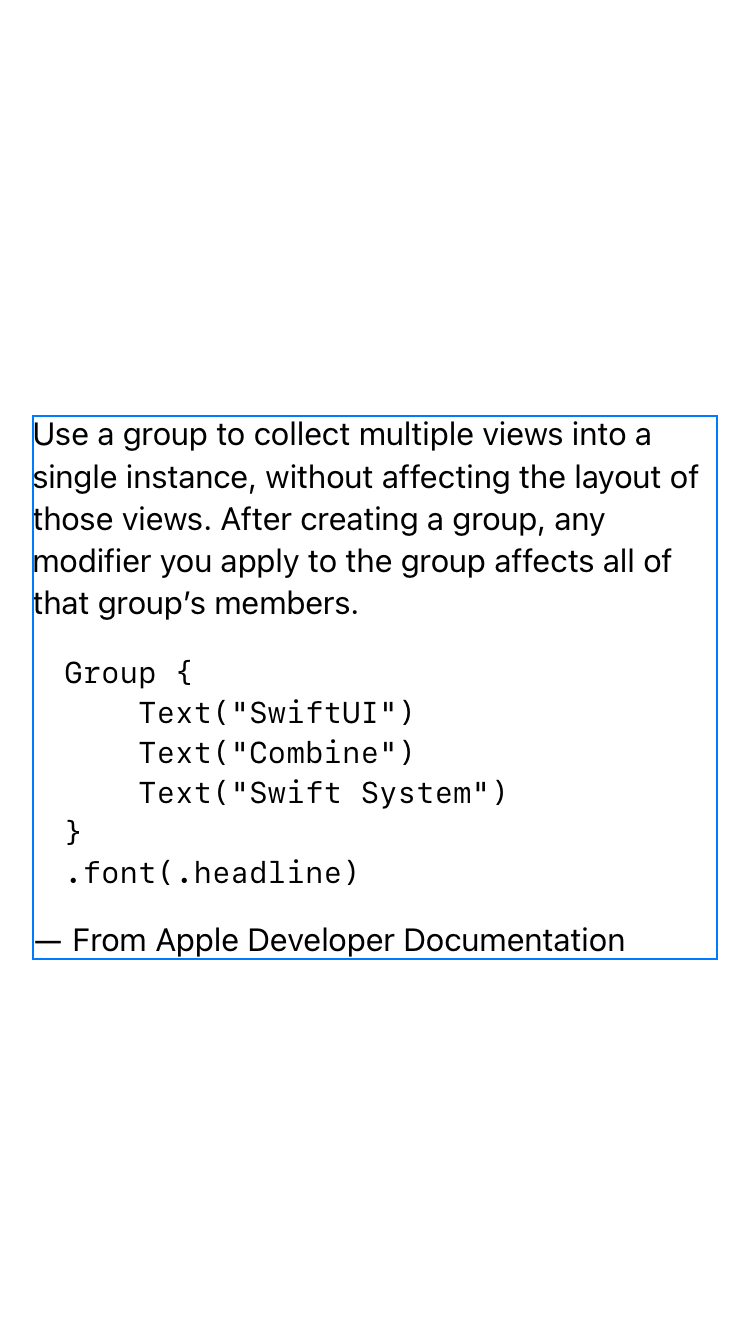 Use a group to collect multiple views into a
single instance, without affecting the layout of
those views. After creating a group, any
modifier you apply to the group affects all of
that group’s members.
Group {
    Text("SwiftUI")
    Text("Combine")
    Text("Swift System")
}
.font(.headline)
— From Apple Developer Documentation